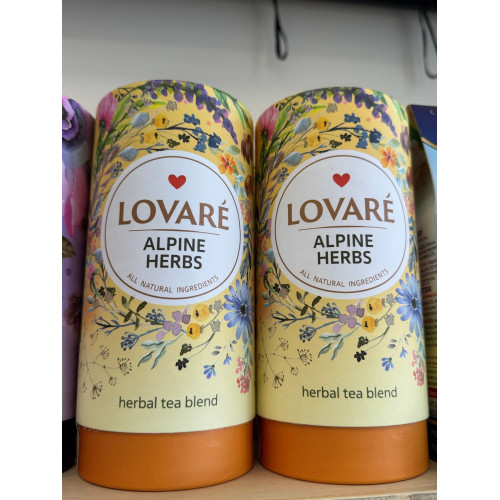 LOVARÉ
ALPINE
HERBS
ALL NATURAL INGREDIENTS
herbal tea blend
LOVARÉ
ALPINE
HERBS
ALL NATURAL INGREDIENTS
herbal tea blend